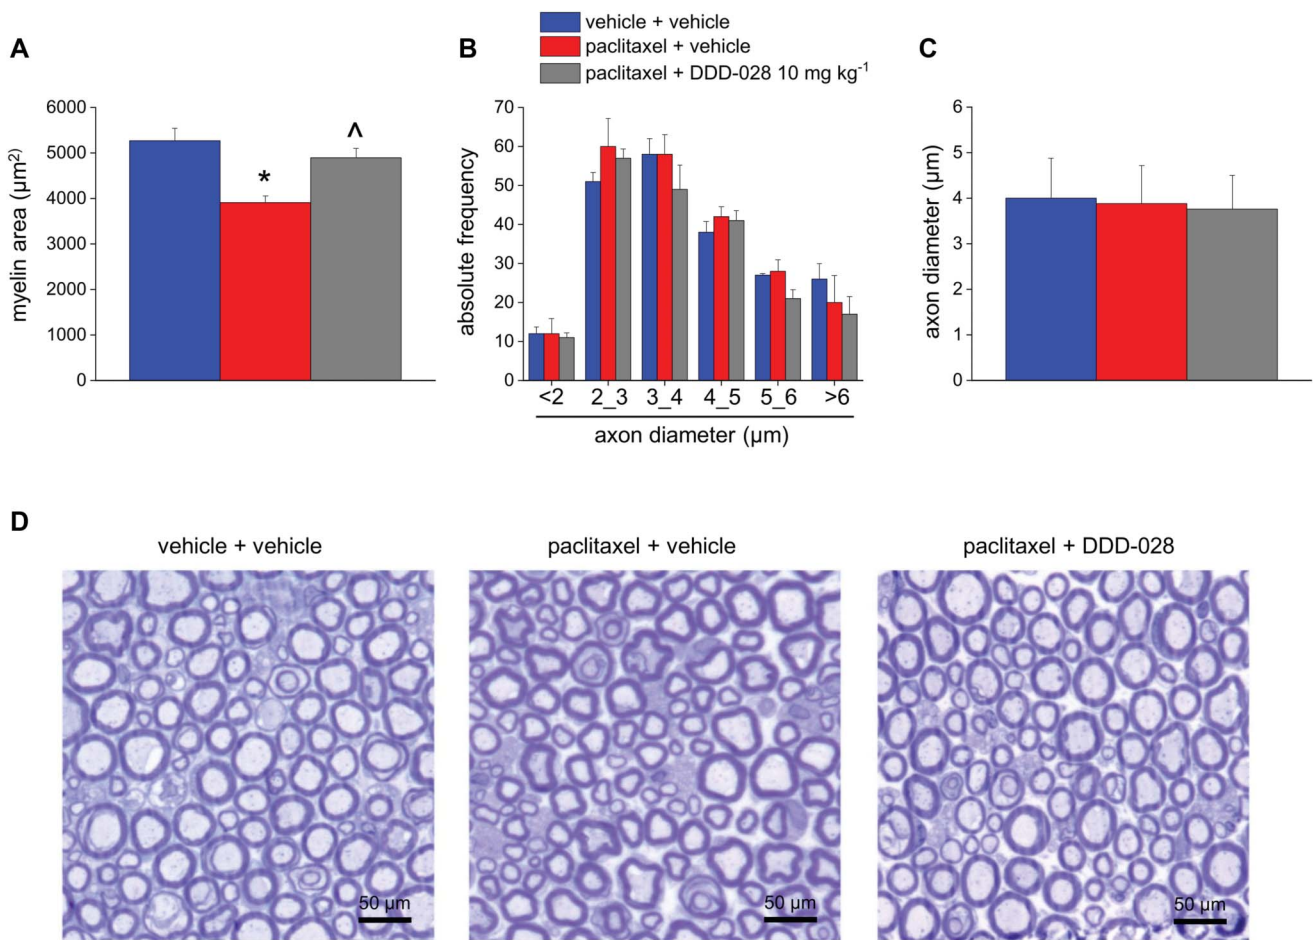 vehicle + vehicle
paclitaxel + vehicle
paclitaxel + DDD-028 10 mg kg⁻¹
A
myelin area (µm²)
6000
5000
4000
3000
2000
1000
0
*
^
B
absolute frequency
70
60
50
40
30
20
10
0
<2 2_3 3_4 4_5 5_6 >6
axon diameter (µm)
C
axon diameter (µm)
6
5
4
3
2
1
0
D
vehicle + vehicle
paclitaxel + vehicle
paclitaxel + DDD-028
50 µm
50 µm
50 µm